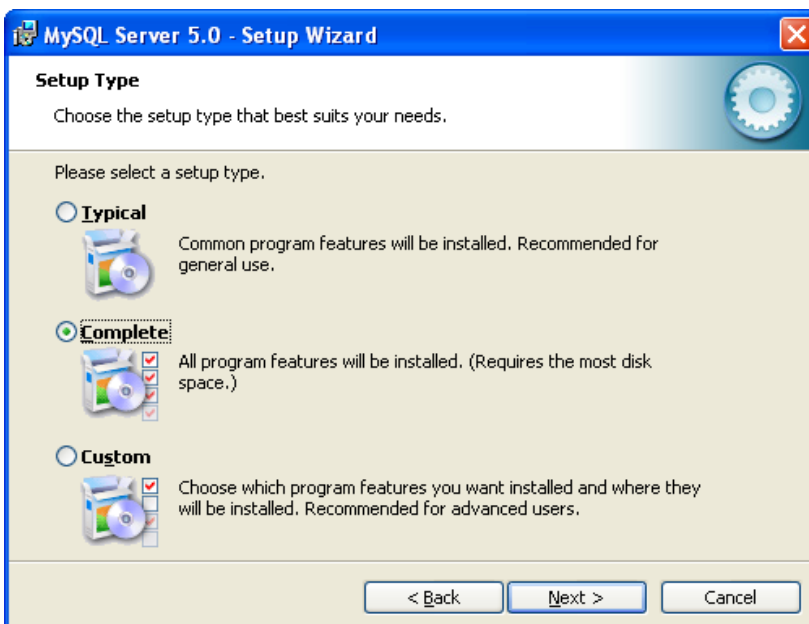 MySQL Server 5.0 - Setup Wizard
Setup Type
Choose the setup type that best suits your needs.
Please select a setup type.
Typical
Common program features will be installed. Recommended for
general use.
Complete
All program features will be installed. (Requires the most disk
space.)
Custom
Choose which program features you want installed and where they
will be installed. Recommended for advanced users.
< Back
Next >
Cancel